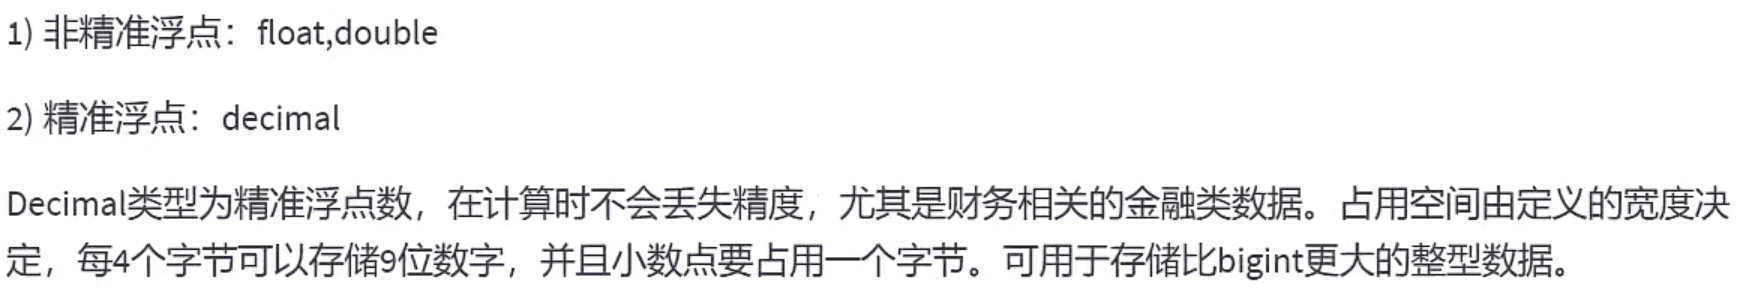 1) 非精准浮点：float,double
2) 精准浮点：decimal
Decimal类型为精准浮点数，在计算时不会丢失精度，尤其是财务相关的金融类数据。占用空间由定义的宽度决
定，每4个字节可以存储9位数字，并且小数点要占用一个字节。可用于存储比bigint更大的整型数据。